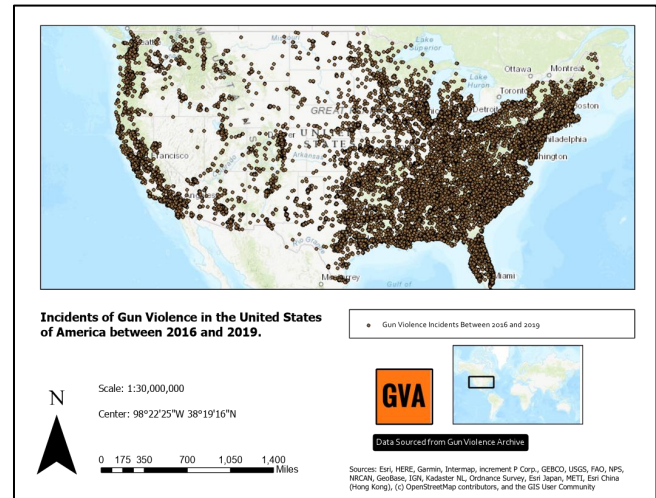 Lake
Superior
Ottawa
Montreal
Lake
Huron
Toronto
Detroit
Boston
GREAT
UNITED
STATE
Philadelphia
Arkansas
Rio Gra
Miami
Gulf of
Incidents of Gun Violence in the United States
of America between 2016 and 2019.
Gun Violence Incidents Between 2016 and 2019
N
Scale: 1:30,000,000
Center: 98°22'25"W 38°19'16"N
0 175 350 700 1,050 1,400
Miles
GVA
Data Sourced from Gun Violence Archive
Sources: Esri, HERE, Garmin, Intermap, increment P Corp., GEBCO, USGS, FAO, NPS,
NRCAN, GeoBase, IGN, Kadaster NL, Ordnance Survey, Esri Japan, METI, Esri China
(Hong Kong), (c) OpenStreetMap contributors, and the GIS User Community